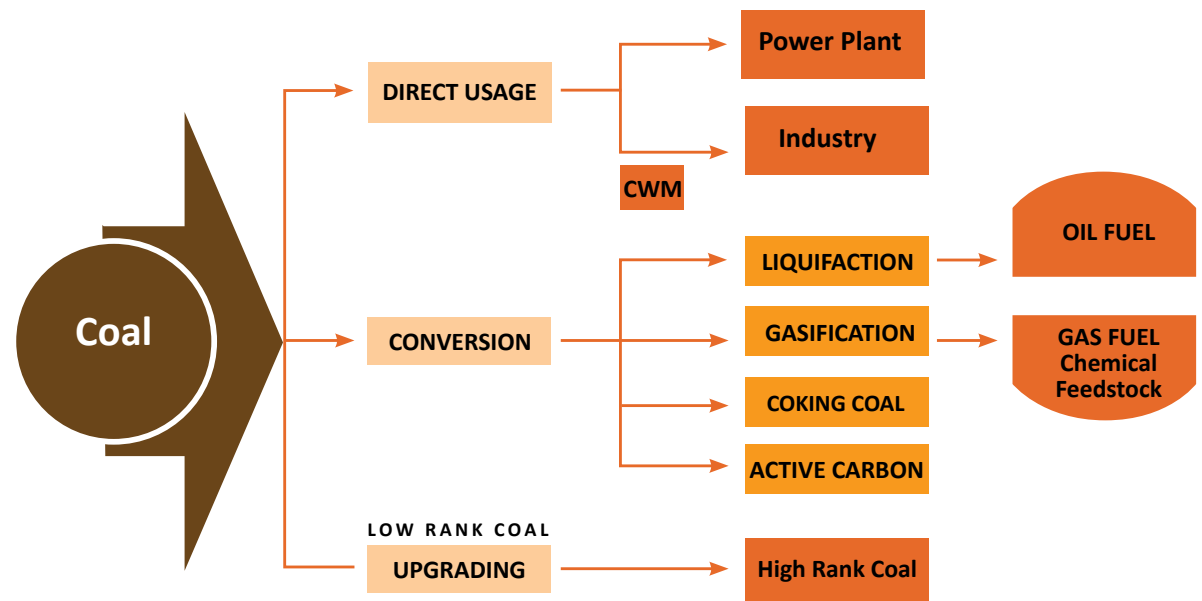 Coal
DIRECT USAGE
Power Plant
Industry
CWM
CONVERSION
LIQUIFACTION
OIL FUEL
GASIFICATION
GAS FUEL
Chemical
Feedstock
COKING COAL
ACTIVE CARBON
LOW RANK COAL
UPGRADING
High Rank Coal